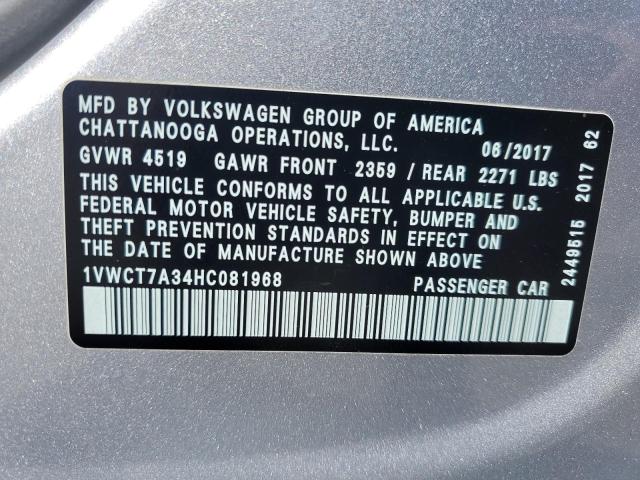 MFD BY VOLKSWAGEN GROUP OF AMERICA
CHATTANOOGA OPERATIONS, LLC. 06/2017
GVWR 4519 GAWR FRONT 2359 / REAR 2271 LBS
THIS VEHICLE CONFORMS TO ALL APPLICABLE U.S.
FEDERAL MOTOR VEHICLE SAFETY, BUMPER AND
THEFT PREVENTION STANDARDS IN EFFECT ON
THE DATE OF MANUFACTURE SHOWN ABOVE
1VWCT7A34HC081968 PASSENGER CAR
2449515 2017 62